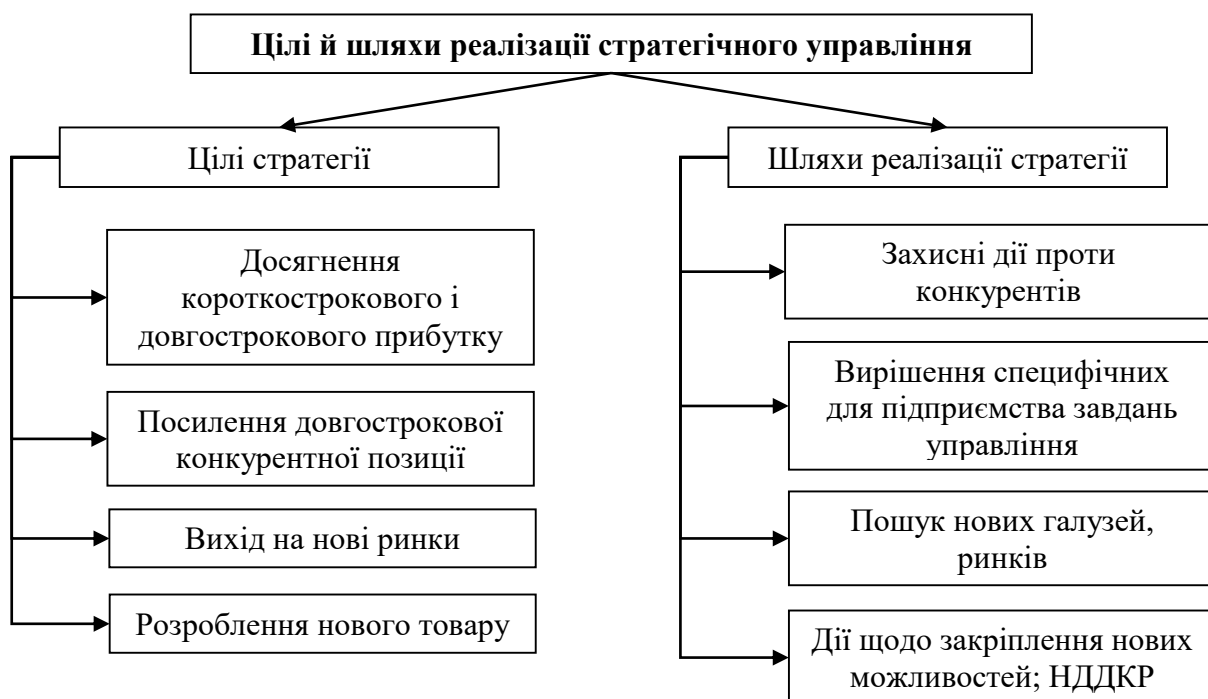 Цілі й шляхи реалізації стратегічного управління
Цілі стратегії
Досягнення
короткострокового і
довгострокового прибутку
Посилення довгострокової
конкурентної позиції
Вихід на нові ринки
Розроблення нового товару
Шляхи реалізації стратегії
Захисні дії проти
конкурентів
Вирішення специфічних
для підприємства завдань
управління
Пошук нових галузей,
ринків
Дії щодо закріплення нових
можливостей; НДДКР